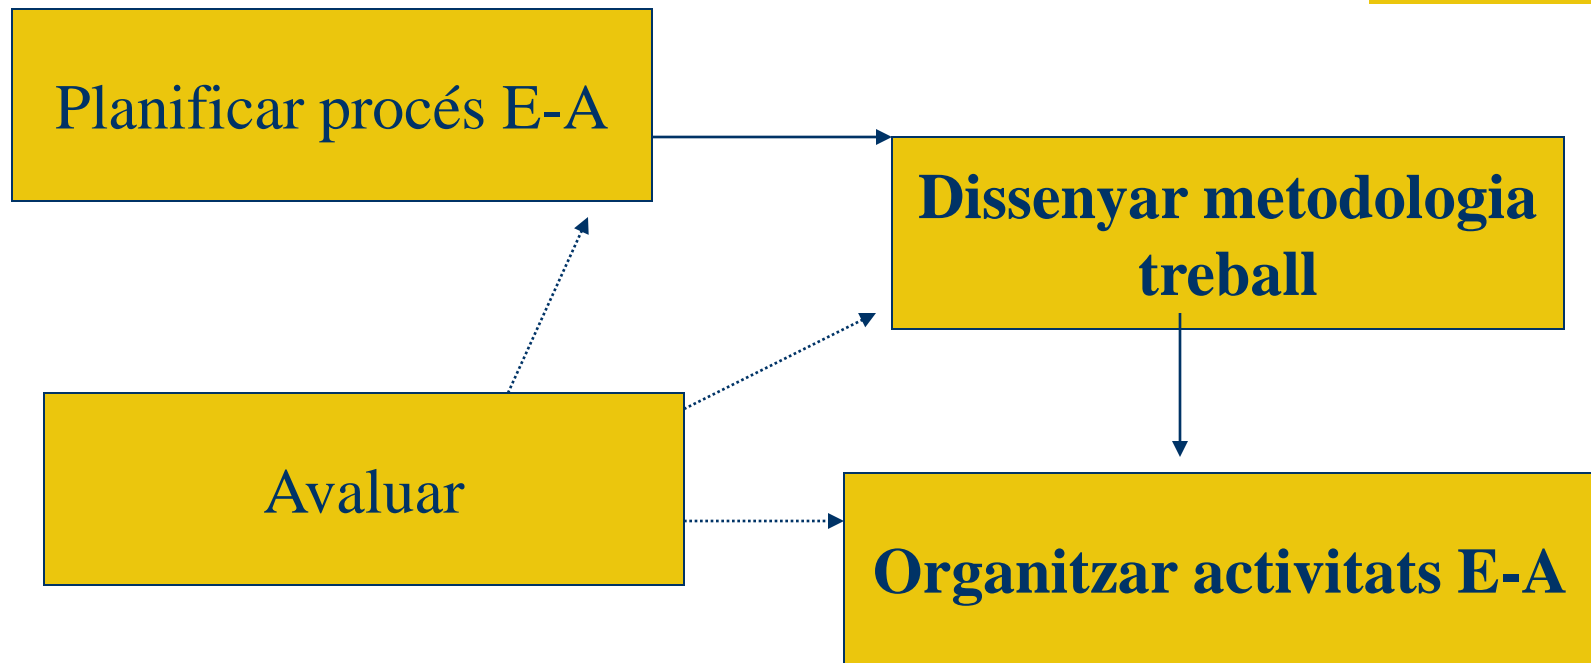 Planificar procés E-A
Dissenyar metodologia
treball
Avaluar
Organitzar activitats E-A